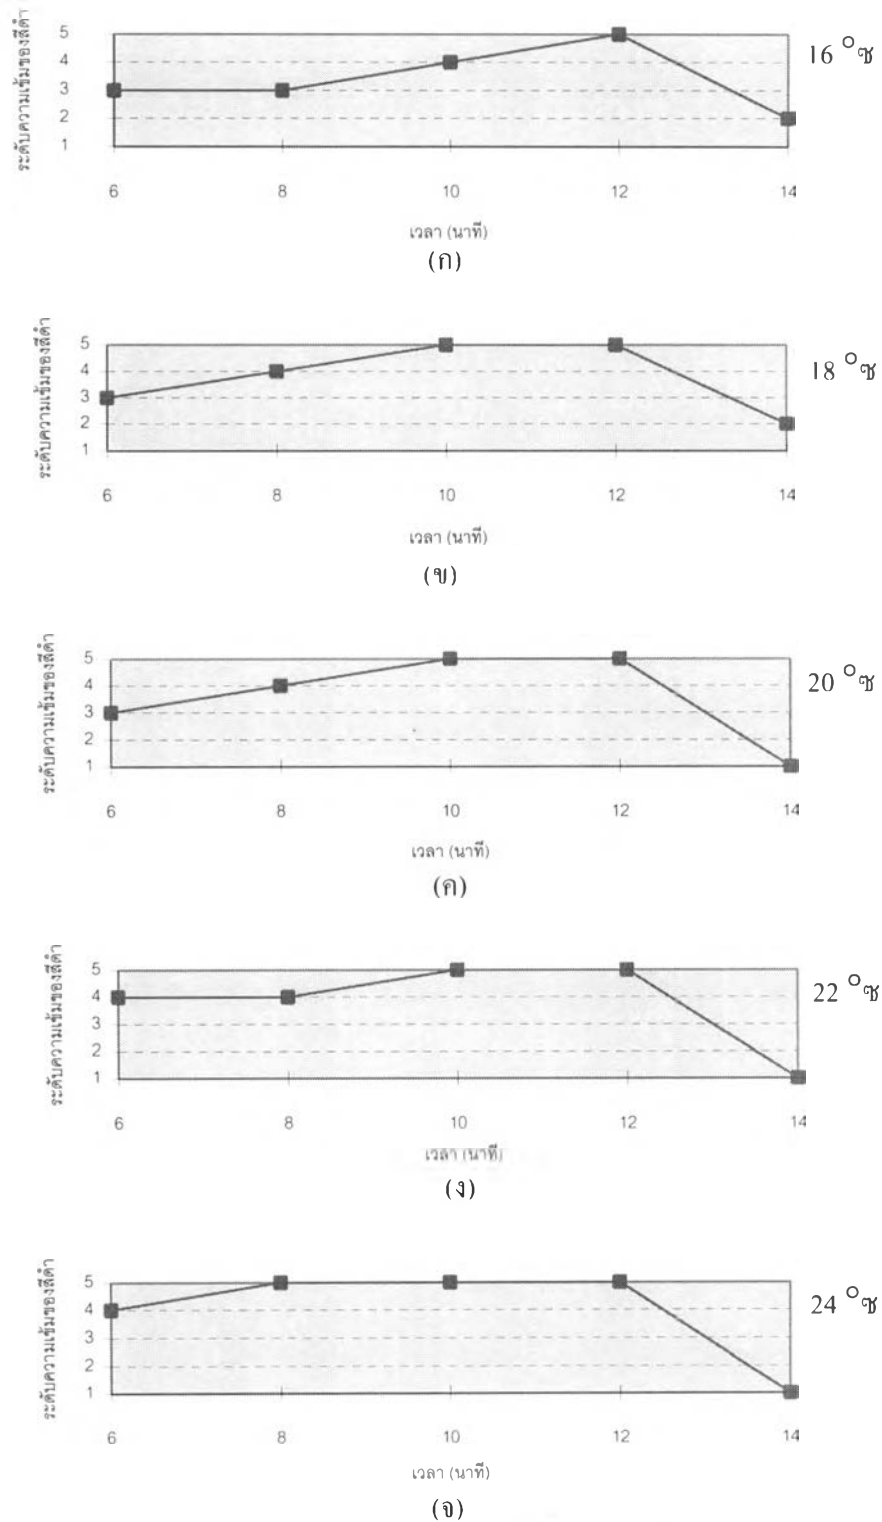 ระดับความเข้มของสีดำ
5
4
3
2
1
16 °ซ
6 8 10 12 14
เวลา (นาที)
(ก)
ระดับความเข้มของสีดำ
5
4
3
2
1
18 °ซ
6 8 10 12 14
เวลา (นาที)
(ข)
ระดับความเข้มของสีดำ
5
4
3
2
1
20 °ซ
6 8 10 12 14
เวลา (นาที)
(ค)
ระดับความเข้มของสีดำ
5
4
3
2
1
22 °ซ
6 8 10 12 14
เวลา (นาที)
(ง)
ระดับความเข้มของสีดำ
5
4
3
2
1
24 °ซ
6 8 10 12 14
เวลา (นาที)
(จ)